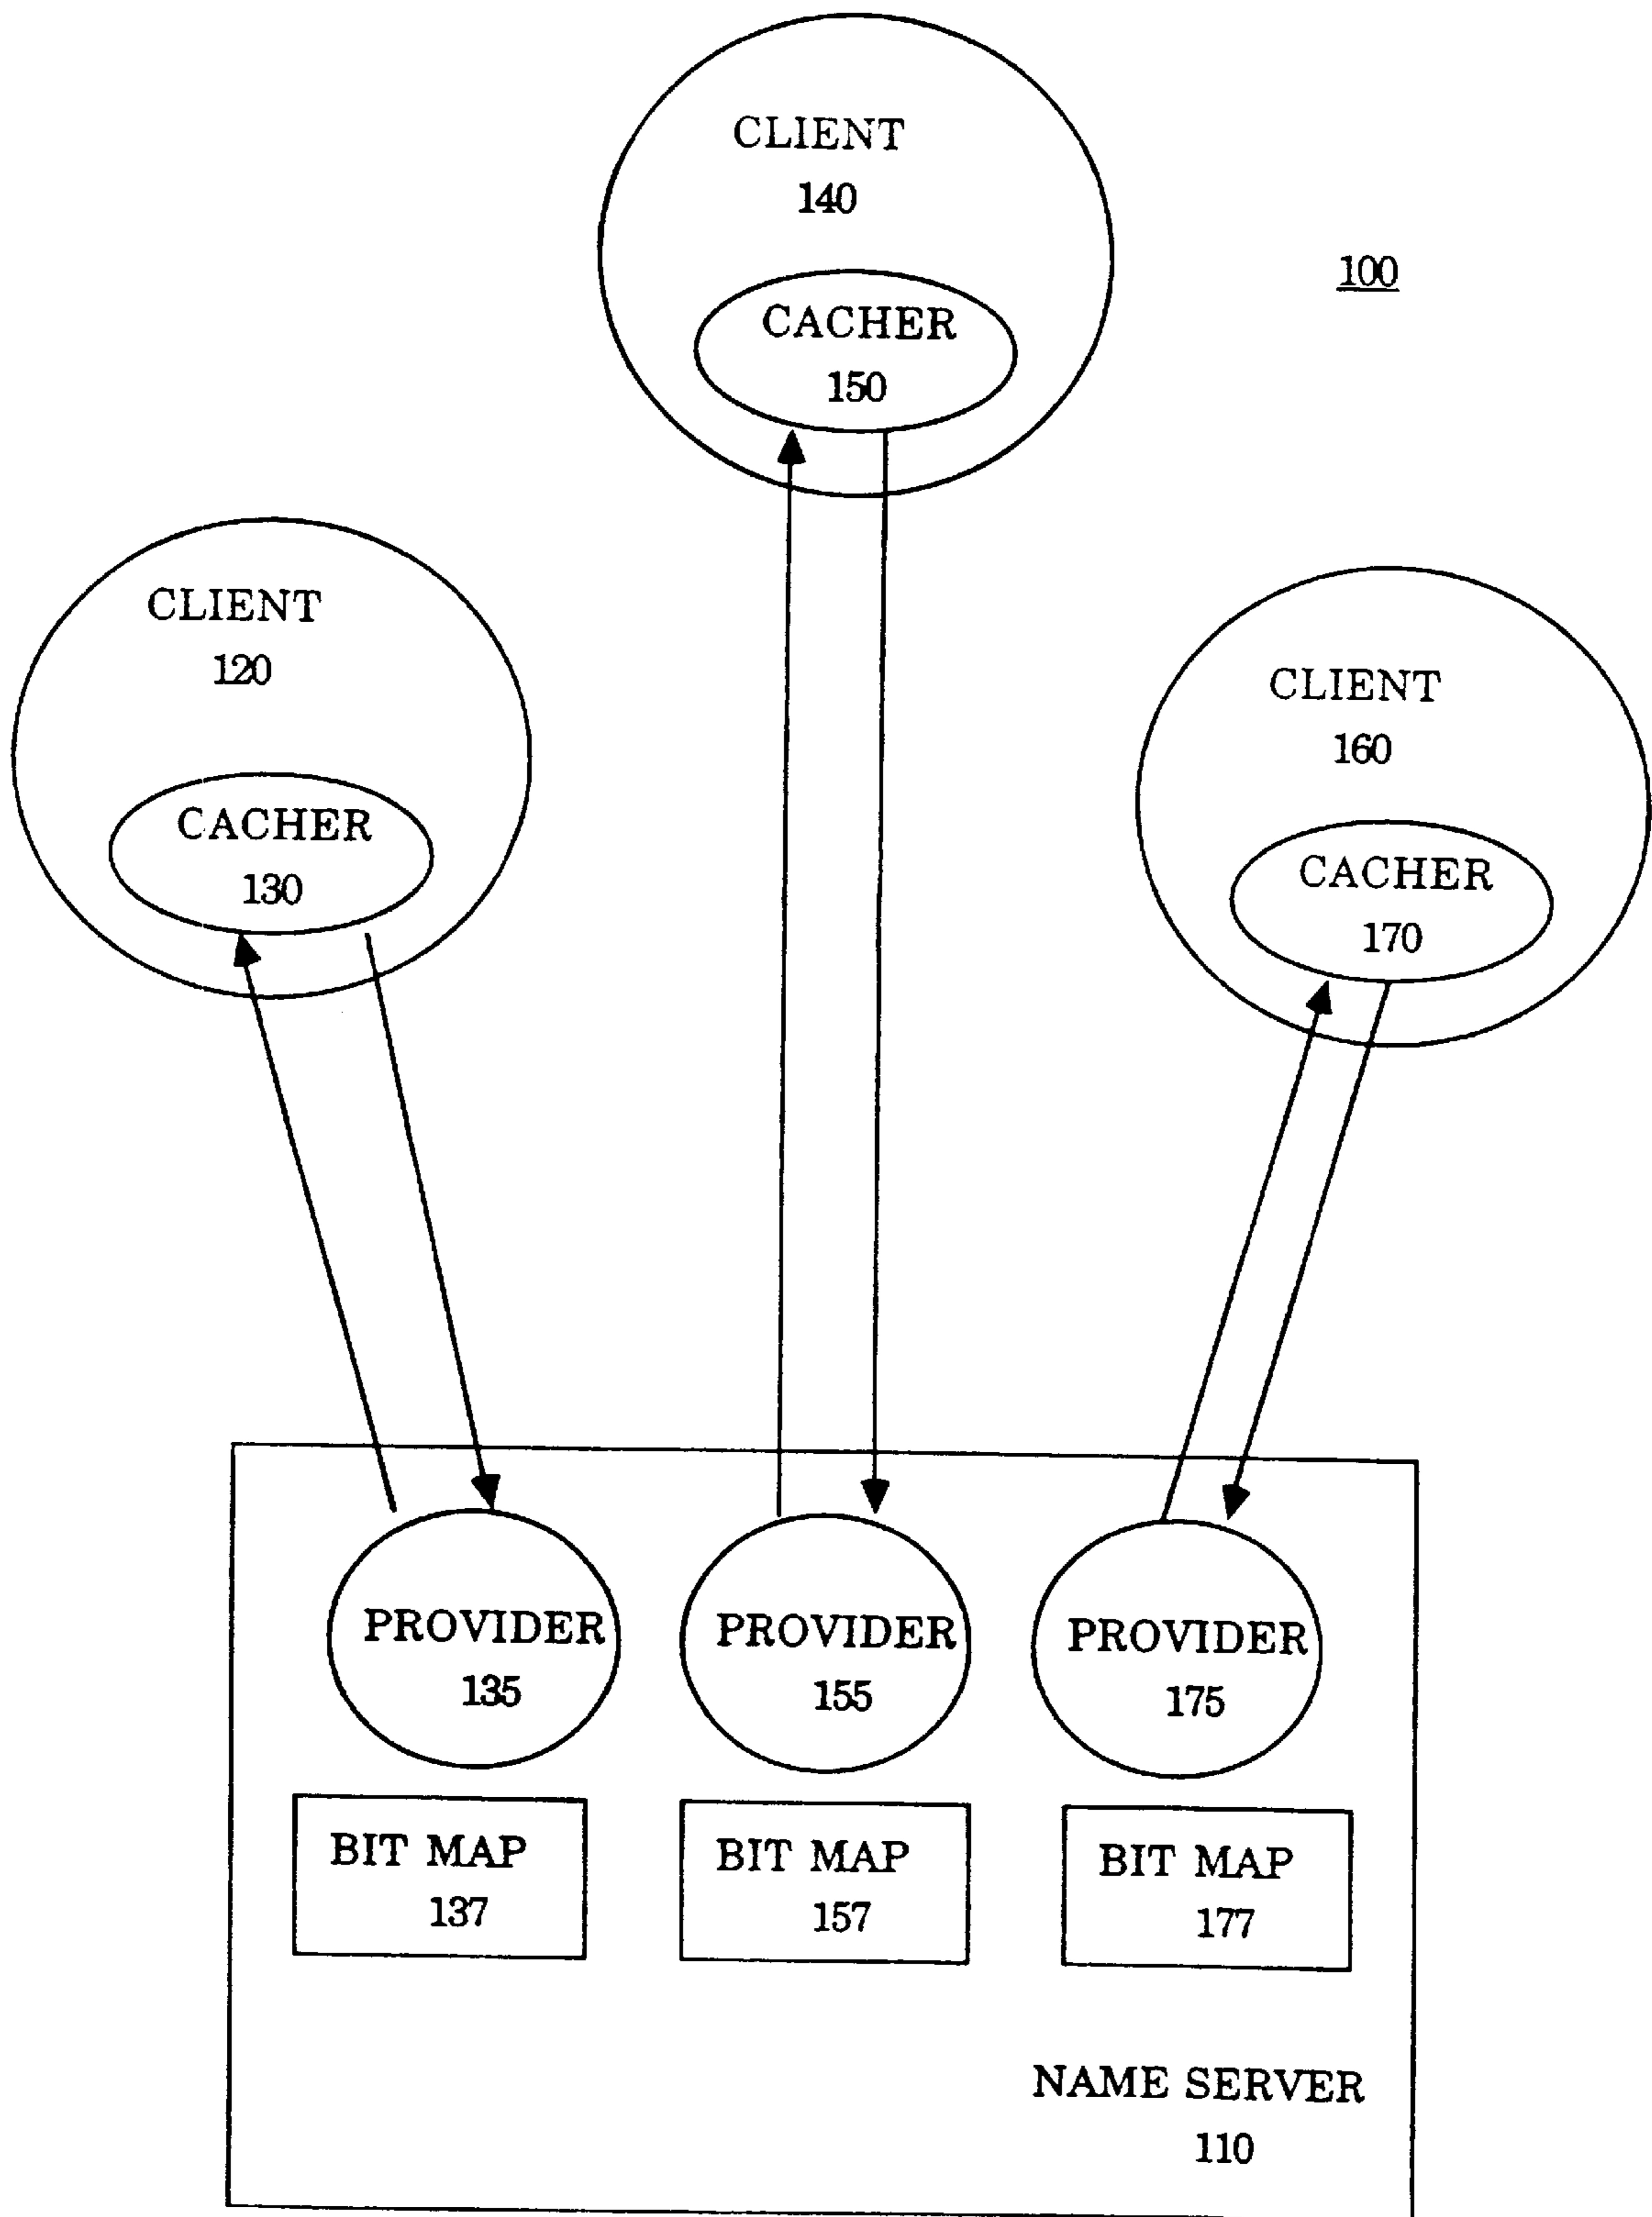 CLIENT
140
CACHER
150
100
CLIENT
120
CACHER
130
CLIENT
160
CACHER
170
PROVIDER
135
PROVIDER
155
PROVIDER
175
BIT MAP
137
BIT MAP
157
BIT MAP
177
NAME SERVER
110